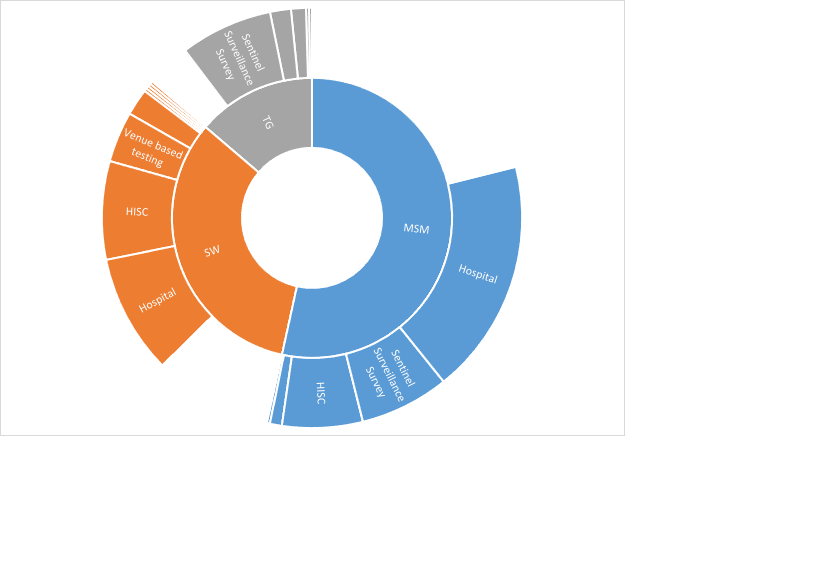 Sentinel
Surveillance
Survey
TG
Venue based
testing
HISC
SW
Hospital
MSM
Hospital
Sentinel
Surveillance
Survey
HISC